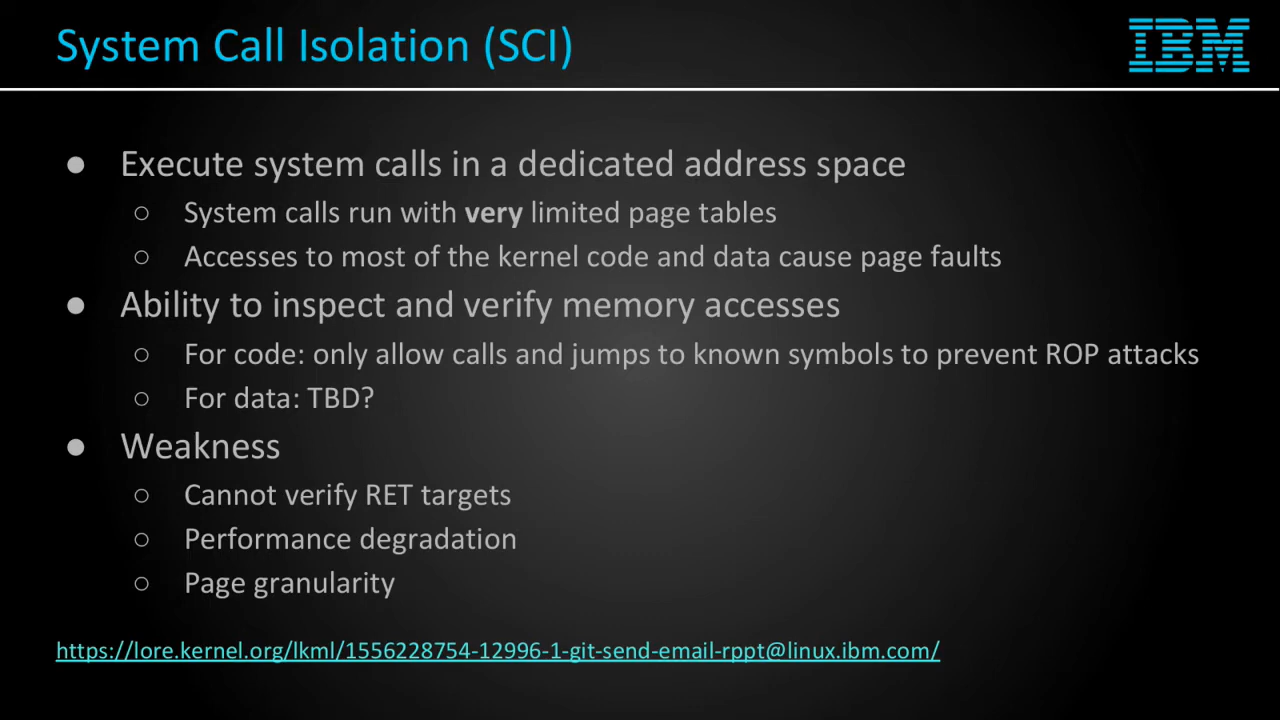 System Call Isolation (SCI)
IBM
● Execute system calls in a dedicated address space
○ System calls run with very limited page tables
○ Accesses to most of the kernel code and data cause page faults
● Ability to inspect and verify memory accesses
○ For code: only allow calls and jumps to known symbols to prevent ROP attacks
○ For data: TBD?
● Weakness
○ Cannot verify RET targets
○ Performance degradation
○ Page granularity
https://lore.kernel.org/lkml/1556228754-12996-1-git-send-email-rppt@linux.ibm.com/